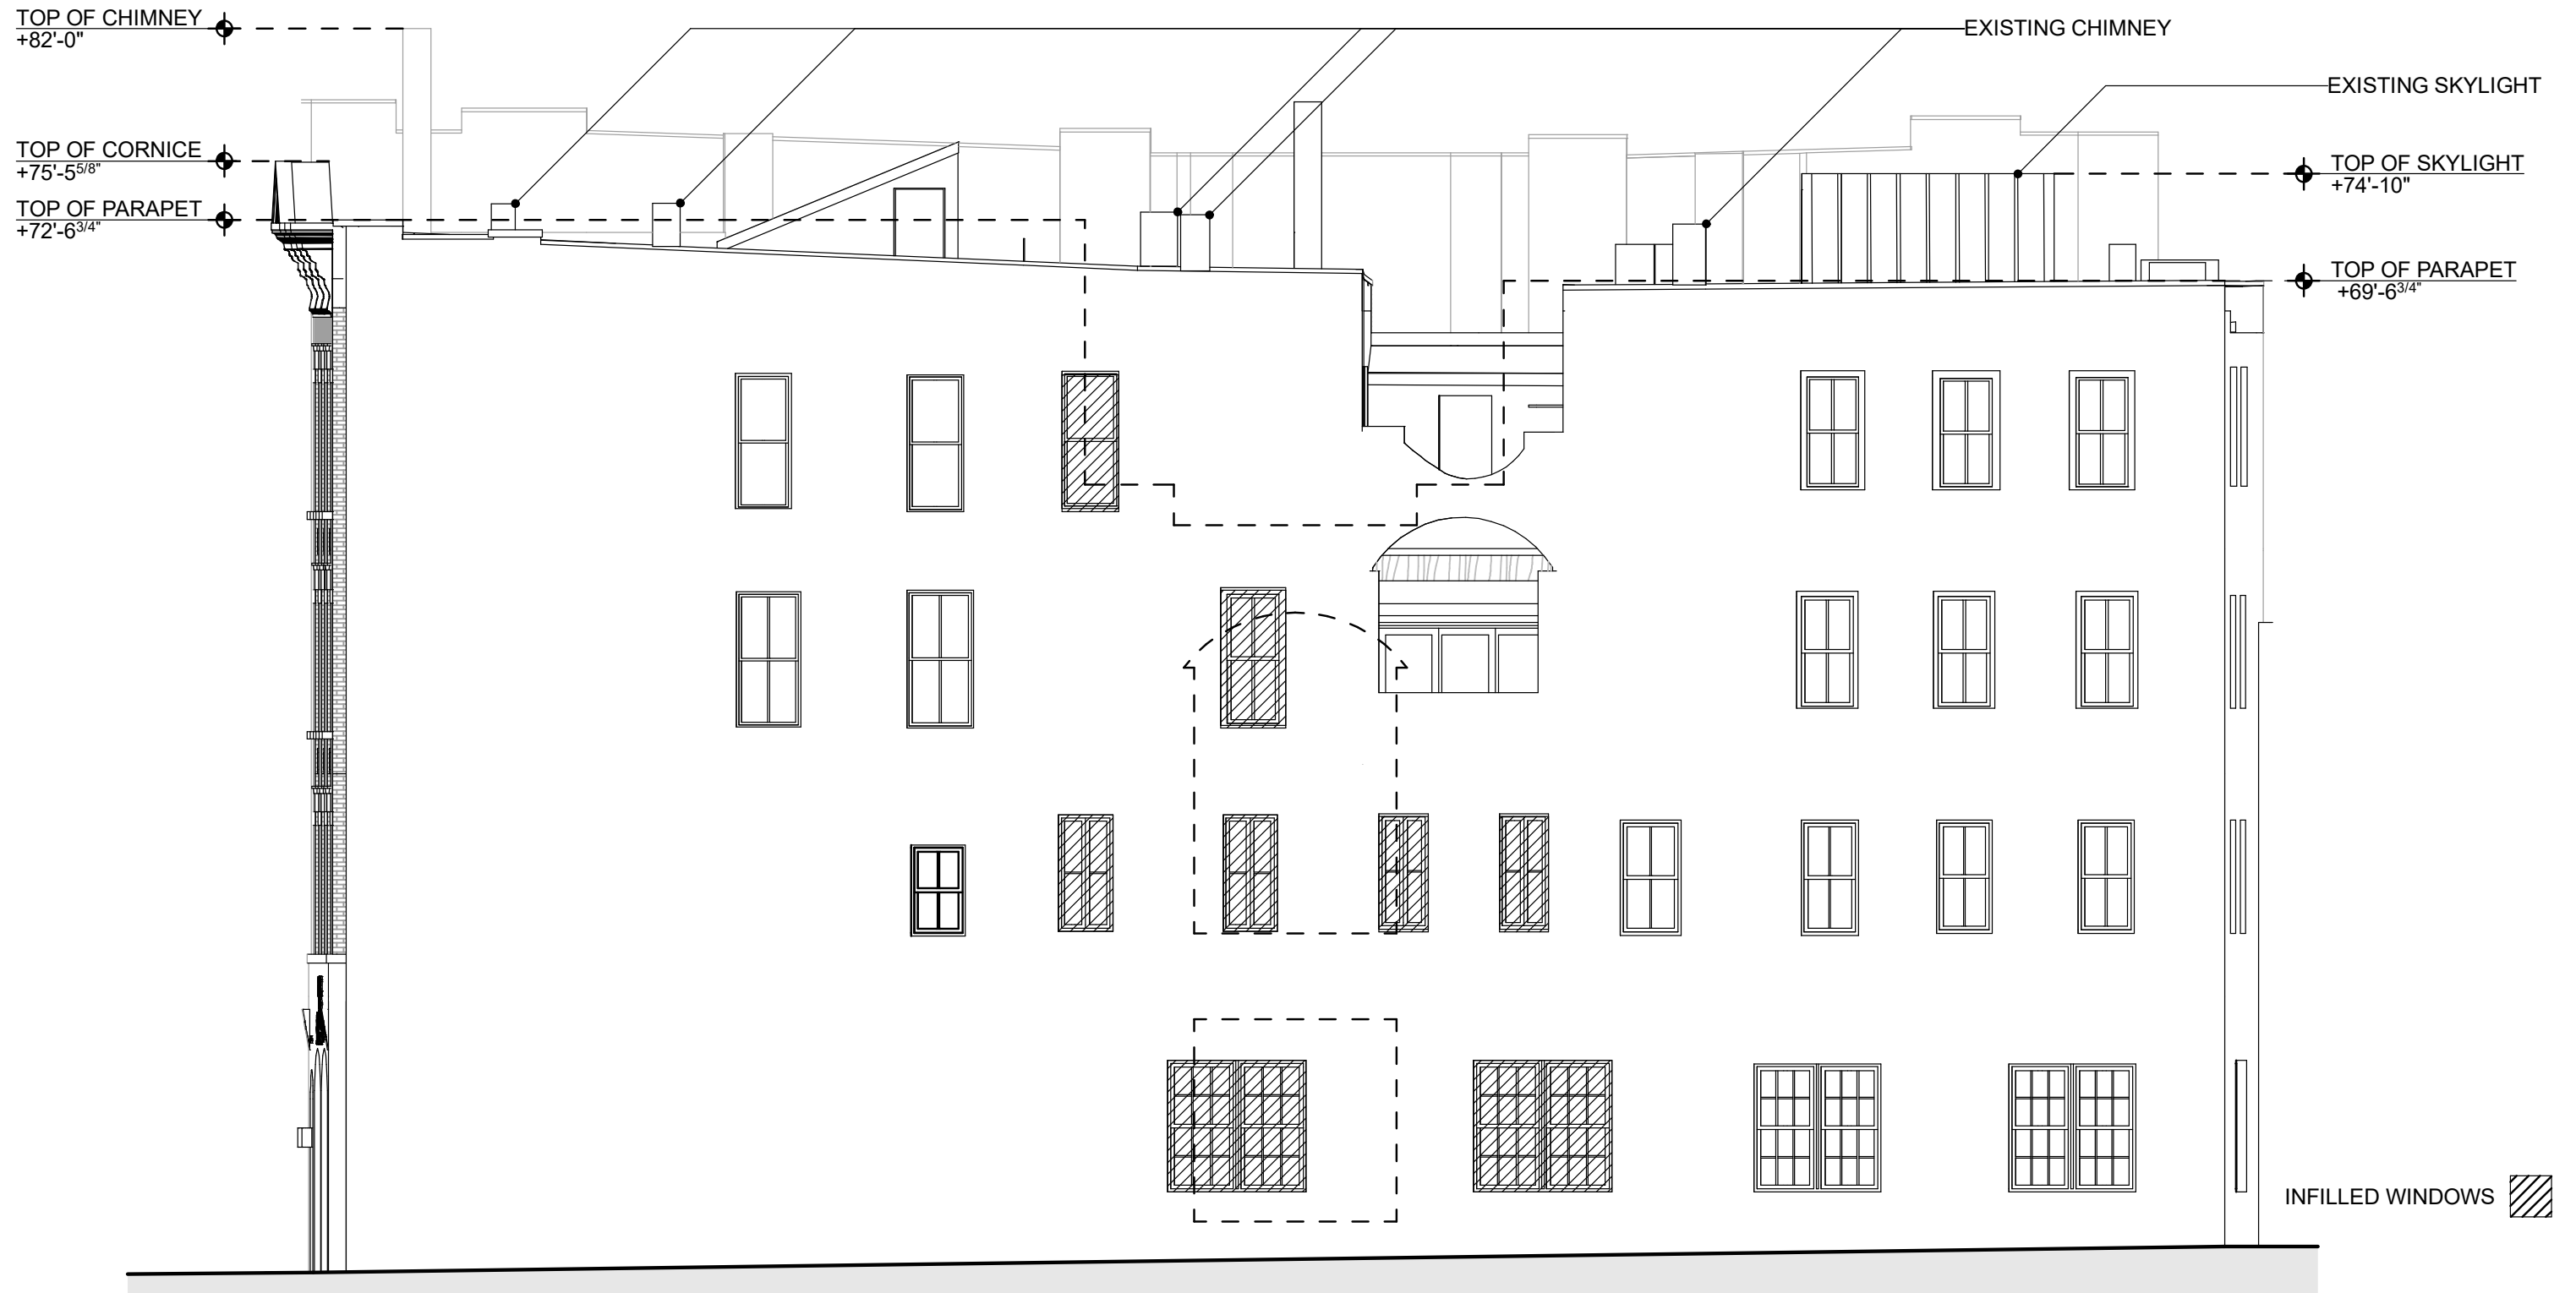 TOP OF CHIMNEY
+82'-0"
EXISTING CHIMNEY
EXISTING SKYLIGHT
TOP OF CORNICE
+75'-5 5/8"
TOP OF SKYLIGHT
+74'-10"
TOP OF PARAPET
+72'-6 3/4"
TOP OF PARAPET
+69'-6 3/4"
INFILLED WINDOWS